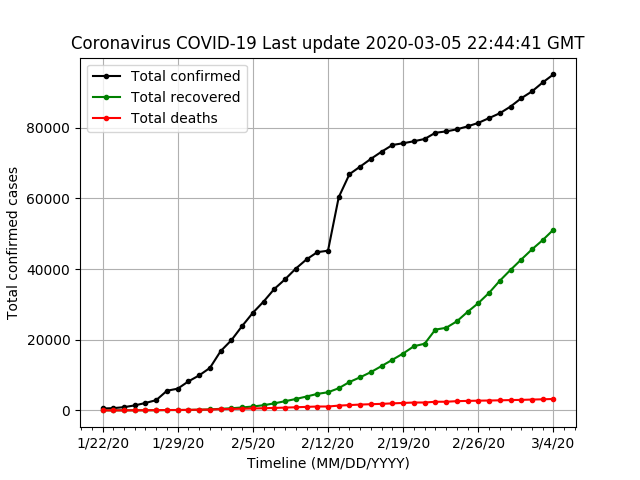 Coronavirus COVID-19 Last update 2020-03-05 22:44:41 GMT
Total confirmed
Total recovered
Total deaths
Total confirmed cases
80000
60000
40000
20000
0
1/22/20 1/29/20 2/5/20 2/12/20 2/19/20 2/26/20 3/4/20
Timeline (MM/DD/YYYY)